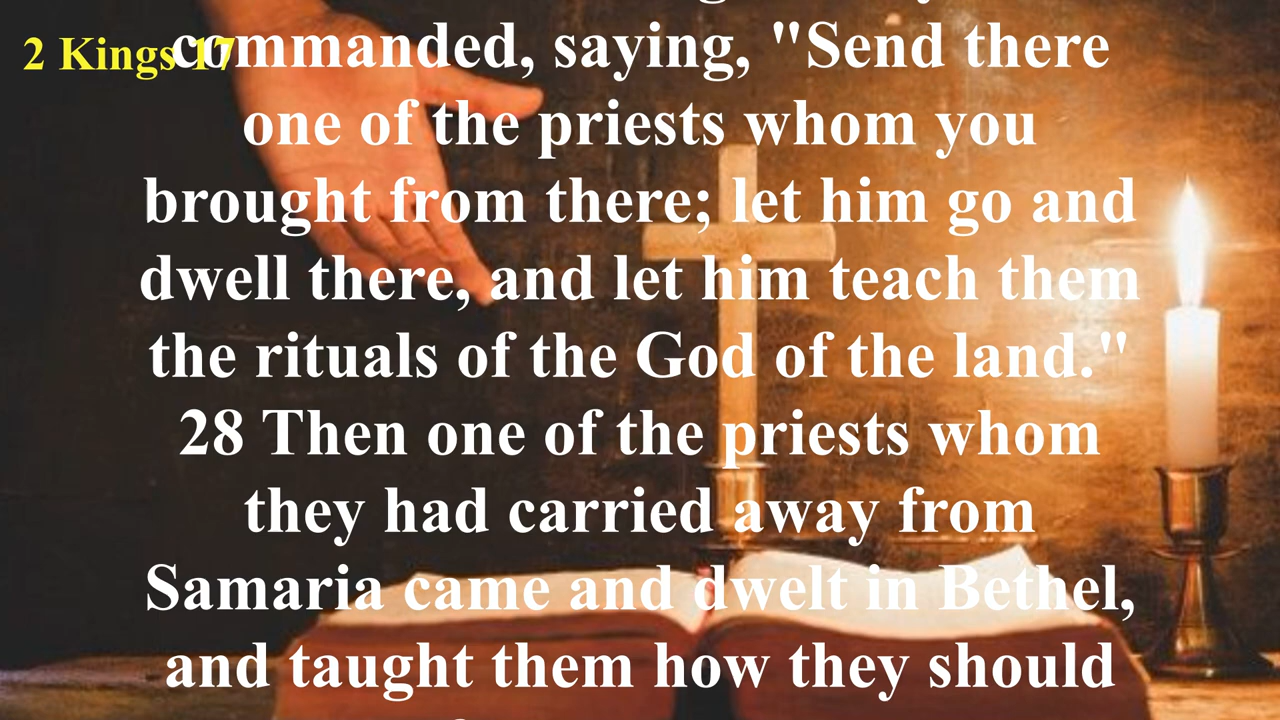 2 Kings 17
commanded, saying, "Send there
one of the priests whom you
brought from there; let him go and
dwell there, and let him teach them
the rituals of the God of the land."
28 Then one of the priests whom
they had carried away from
Samaria came and dwelt in Bethel,
and taught them how they should